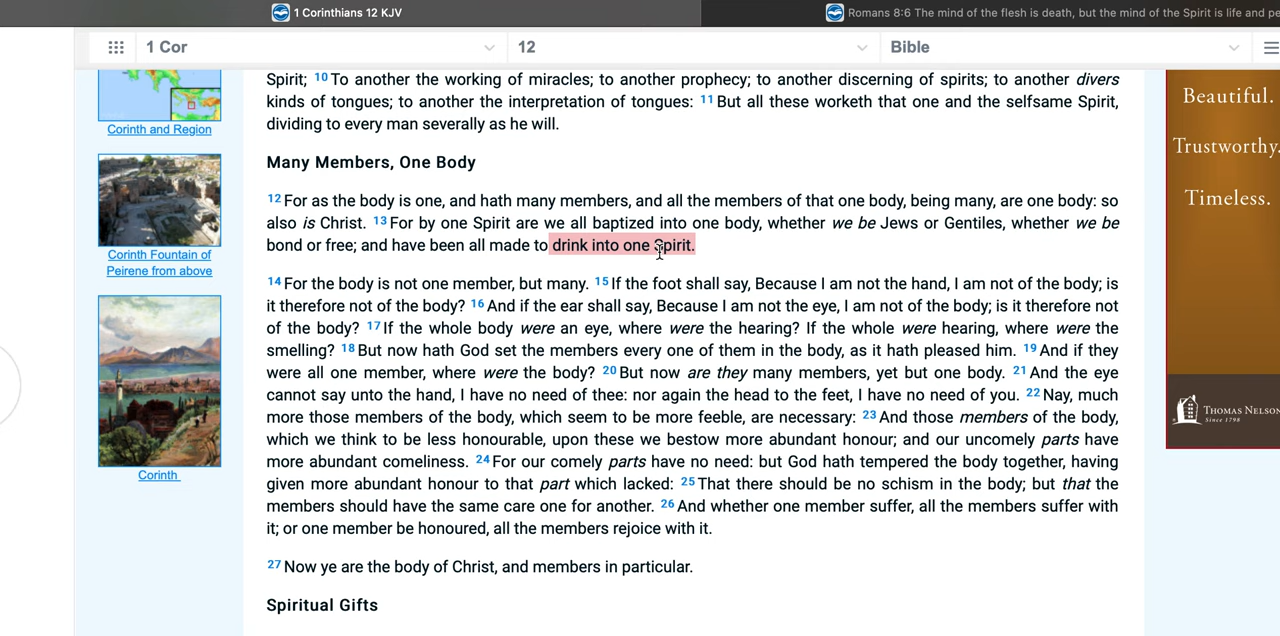 1 Corinthians 12 KJV
Romans 8:6 The mind of the flesh is death, but the mind of the Spirit is life and pe
1 Cor
12
Bible
Corinth and Region
Corinth Fountain of
Peirene from above
Corinth
Spirit; 10 To another the working of miracles; to another prophecy; to another discerning of spirits; to another divers
kinds of tongues; to another the interpretation of tongues: 11 But all these worketh that one and the selfsame Spirit,
dividing to every man severally as he will.
Many Members, One Body
12 For as the body is one, and hath many members, and all the members of that one body, being many, are one body: so
also is Christ. 13 For by one Spirit are we all baptized into one body, whether we be Jews or Gentiles, whether we be
bond or free; and have been all made to drink into one Spirit.
14 For the body is not one member, but many. 15 If the foot shall say, Because I am not the hand, I am not of the body; is
it therefore not of the body? 16 And if the ear shall say, Because I am not the eye, I am not of the body; is it therefore not
of the body? 17 If the whole body were an eye, where were the hearing? If the whole were hearing, where were the
smelling? 18 But now hath God set the members every one of them in the body, as it hath pleased him. 19 And if they
were all one member, where were the body? 20 But now are they many members, yet but one body. 21 And the eye
cannot say unto the hand, I have no need of thee: nor again the head to the feet, I have no need of you. 22 Nay, much
more those members of the body, which seem to be more feeble, are necessary: 23 And those members of the body,
which we think to be less honourable, upon these we bestow more abundant honour; and our uncomely parts have
more abundant comeliness. 24 For our comely parts have no need: but God hath tempered the body together, having
given more abundant honour to that part which lacked: 25 That there should be no schism in the body; but that the
members should have the same care one for another. 26 And whether one member suffer, all the members suffer with
it; or one member be honoured, all the members rejoice with it.
27 Now ye are the body of Christ, and members in particular.
Spiritual Gifts
Beautiful.
Trustworthy.
Timeless.
THOMAS NELSON
Since 1798